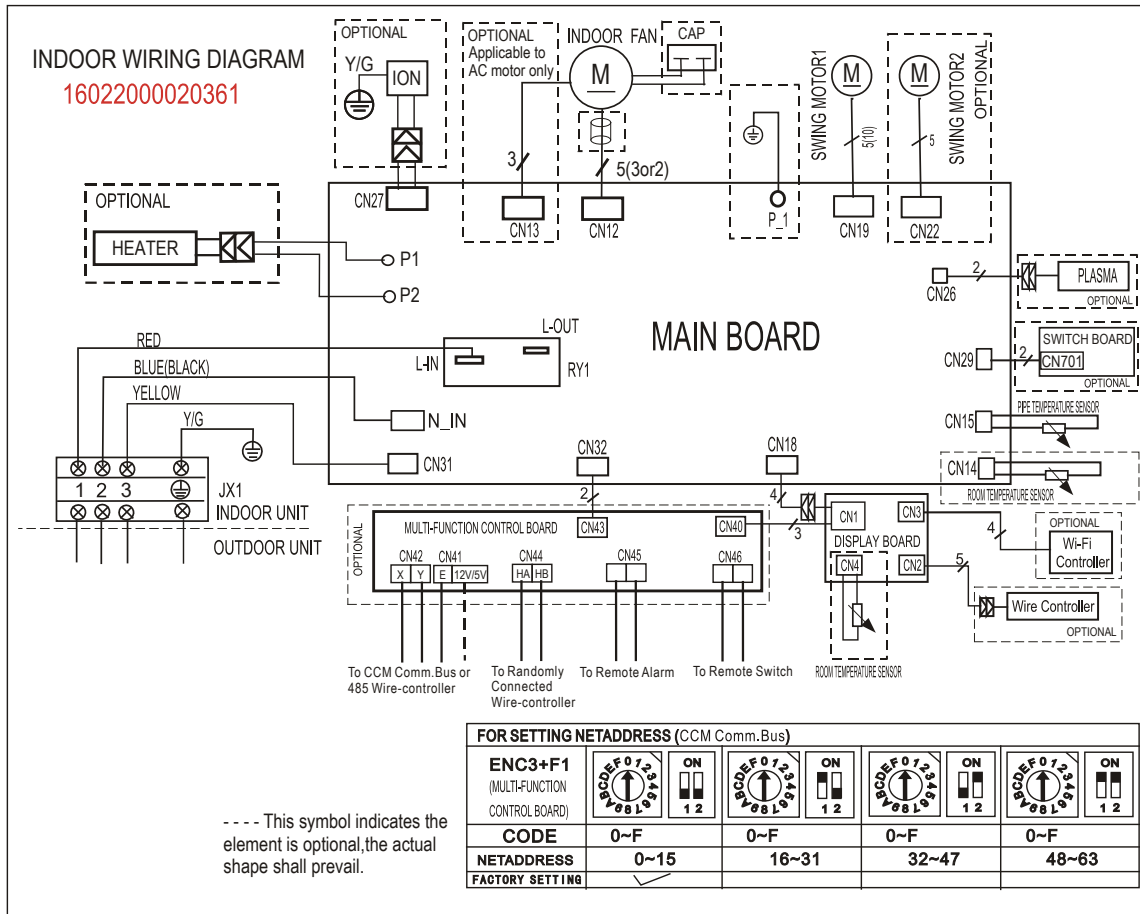 INDOOR WIRING DIAGRAM
16022000020361
OPTIONAL
Y/G
ION
CN27
OPTIONAL
Applicable to
AC motor only
3
CN13
INDOOR FAN
M
CAP
5(3or2)
CN12
P_1
SWING MOTOR1
M
5(10)
CN19
SWING MOTOR2
OPTIONAL
M
5
CN22
OPTIONAL
HEATER
P1
P2
MAIN BOARD
CN26
2
PLASMA
OPTIONAL
CN29
2
SWITCH BOARD
CN701
OPTIONAL
CN15
PIPE TEMPERATURE SENSOR
CN14
ROOM TEMPERATURE SENSOR
RED
L-IN
L-OUT
RY1
BLUE(BLACK)
N_IN
YELLOW
CN31
Y/G
1 2 3
JX1
INDOOR UNIT
OUTDOOR UNIT
CN32
2
CN18
4
OPTIONAL
MULTI-FUNCTION CONTROL BOARD
CN43
CN40
3
CN42
X Y
CN41
E 12V/5V
CN44
HA HB
CN45
CN46
To CCM Comm.Bus or
485 Wire-controller
To Randomly
Connected
Wire-controller
To Remote Alarm
To Remote Switch
CN1
CN3
DISPLAY BOARD
CN4
CN2
ROOM TEMPERATURE SENSOR
4
OPTIONAL
Wi-Fi
Controller
5
Wire Controller
OPTIONAL
---- This symbol indicates the
element is optional,the actual
shape shall prevail.
FOR SETTING NETADDRESS (CCM Comm.Bus)
ENC3+F1
(MULTI-FUNCTION
CONTROL BOARD)
0123456789ABCDEF
ON
1 2
0123456789ABCDEF
ON
1 2
0123456789ABCDEF
ON
1 2
0123456789ABCDEF
ON
1 2
CODE 0~F 0~F 0~F 0~F
NETADDRESS 0~15 16~31 32~47 48~63
FACTORY SETTING